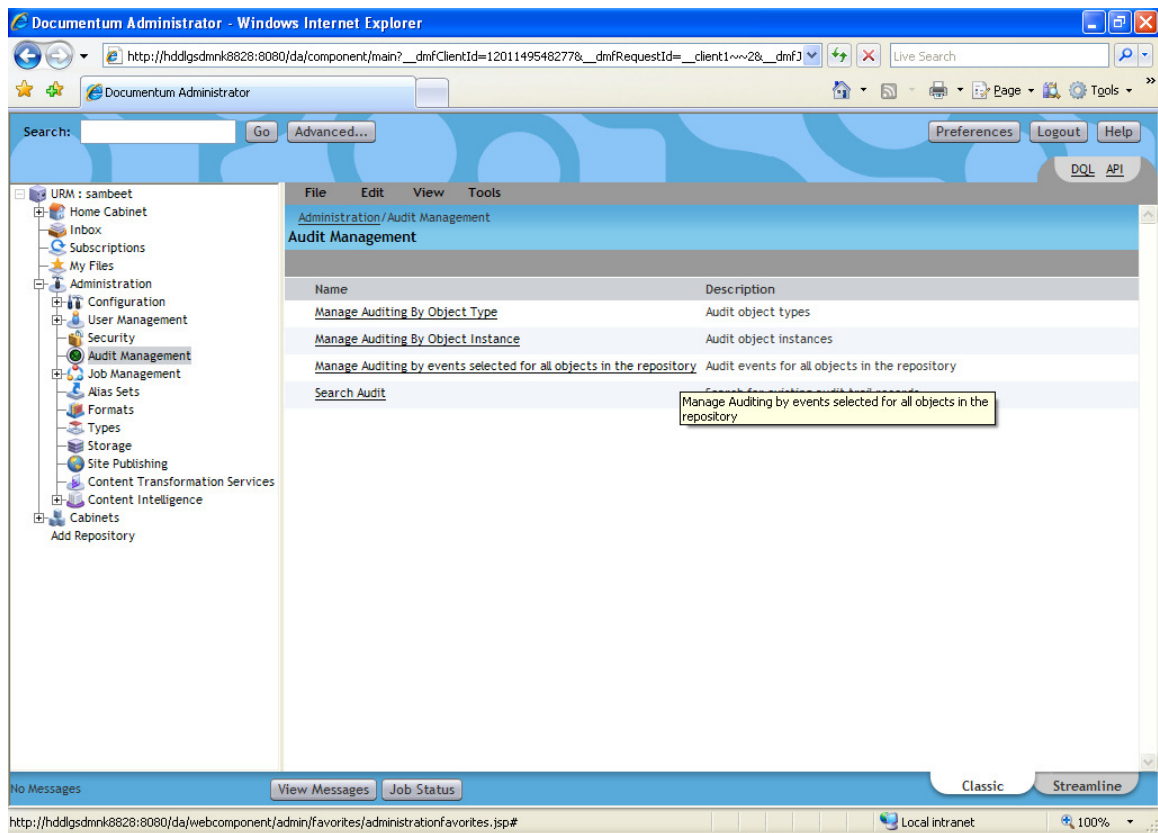 Documentum Administrator - Windows Internet Explorer
http://hddlgsdmnk8828:8080/da/component/main?__dmfClientId=1201149548277&__dmfRequestId=__client1~~2&__dmfJ
Live Search
Documentum Administrator
Page
Tools
»
Search:
Go
Advanced...
Preferences
Logout
Help
DQL
API
URM : sambeet
Home Cabinet
Inbox
Subscriptions
My Files
Administration
Configuration
User Management
Security
Audit Management
Job Management
Alias Sets
Formats
Types
Storage
Site Publishing
Content Transformation Services
Content Intelligence
Cabinets
Add Repository
File Edit View Tools
Administration/Audit Management
Audit Management
Name Description
Manage Auditing By Object Type Audit object types
Manage Auditing By Object Instance Audit object instances
Manage Auditing by events selected for all objects in the repository Audit events for all objects in the repository
Search Audit
Manage Auditing by events selected for all objects in the
repository
No Messages
View Messages
Job Status
Classic
Streamline
http://hddlgsdmnk8828:8080/da/webcomponent/admin/favorites/administrationfavorites.jsp#
Local intranet
100%